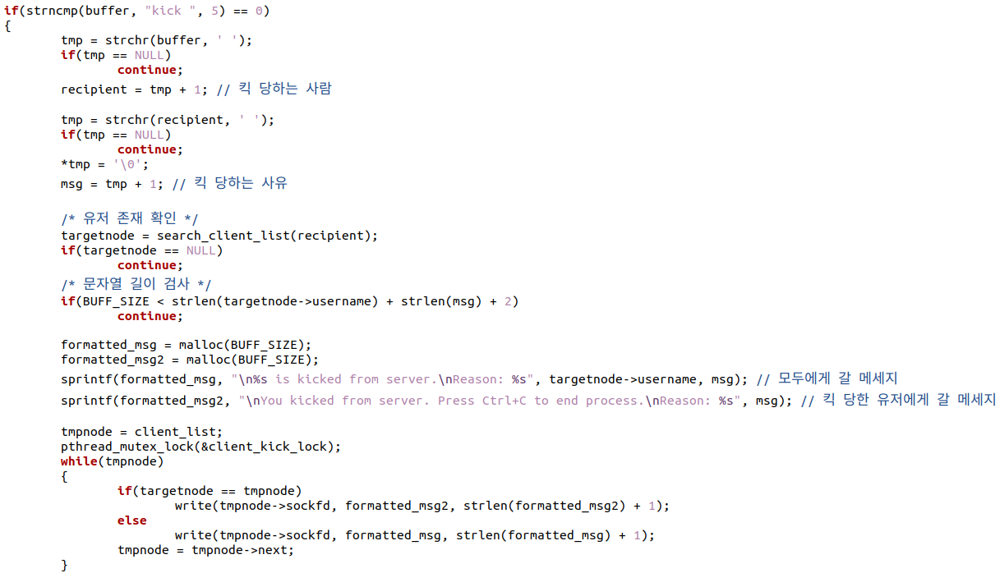 if(strncmp(buffer, "kick ", 5) == 0)
{
tmp = strchr(buffer, ' ');
if(tmp == NULL)
continue;
recipient = tmp + 1; // 킥 당하는 사람
tmp = strchr(recipient, ' ');
if(tmp == NULL)
continue;
*tmp = '\0';
msg = tmp + 1; // 킥 당하는 사유
/* 유저 존재 확인 */
targetnode = search_client_list(recipient);
if(targetnode == NULL)
continue;
/* 문자열 길이 검사 */
if(BUFF_SIZE < strlen(targetnode->username) + strlen(msg) + 2)
continue;
formatted_msg = malloc(BUFF_SIZE);
formatted_msg2 = malloc(BUFF_SIZE);
sprintf(formatted_msg, "\n%s is kicked from server.\nReason: %s", targetnode->username, msg); // 모두에게 갈 메세지
sprintf(formatted_msg2, "\nYou kicked from server. Press Ctrl+C to end process.\nReason: %s", msg); // 킥 당한 유저에게 갈 메세지
tmpnode = client_list;
pthread_mutex_lock(&client_kick_lock);
while(tmpnode)
{
if(targetnode == tmpnode)
write(tmpnode->sockfd, formatted_msg2, strlen(formatted_msg2) + 1);
else
write(tmpnode->sockfd, formatted_msg, strlen(formatted_msg) + 1);
tmpnode = tmpnode->next;
}